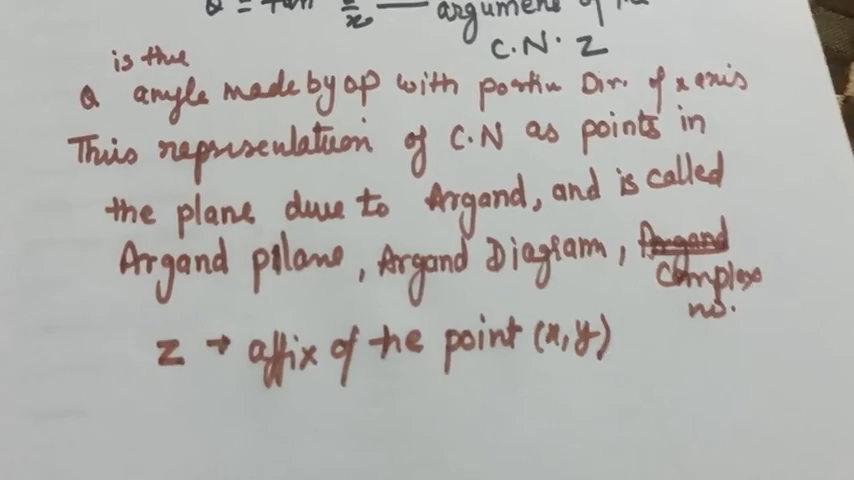 Q = tan y/x — argument of the
C.N. Z
is the
Q angle made by OP with positive Dir. of x axis
This representation of C.N as points in
the plane due to Argand, and is called
Argand plane, Argand Diagram, Argand
Complex
no.
Z → affix of the point (x, y)